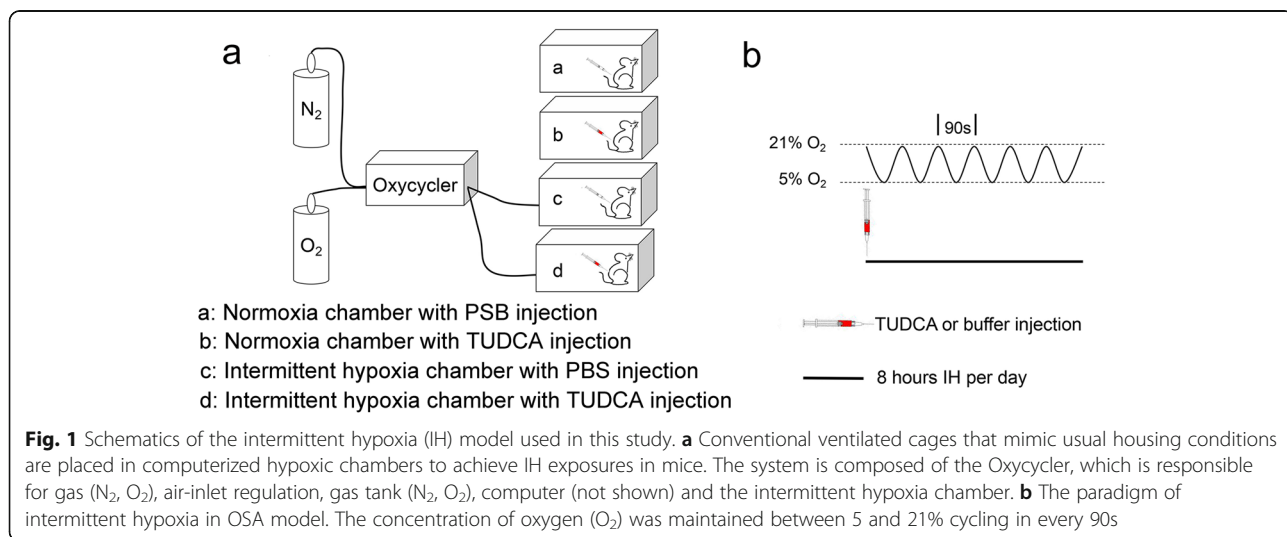 a
N₂
O₂
Oxycycler
a
b
c
d
a: Normoxia chamber with PSB injection
b: Normoxia chamber with TUDCA injection
c: Intermittent hypoxia chamber with PBS injection
d: Intermittent hypoxia chamber with TUDCA injection
b
90s
21% O₂
5% O₂
TUDCA or buffer injection
8 hours IH per day
Fig. 1 Schematics of the intermittent hypoxia (IH) model used in this study. a Conventional ventilated cages that mimic usual housing conditions
are placed in computerized hypoxic chambers to achieve IH exposures in mice. The system is composed of the Oxycycler, which is responsible
for gas (N₂, O₂), air-inlet regulation, gas tank (N₂, O₂), computer (not shown) and the intermittent hypoxia chamber. b The paradigm of
intermittent hypoxia in OSA model. The concentration of oxygen (O₂) was maintained between 5 and 21% cycling in every 90s